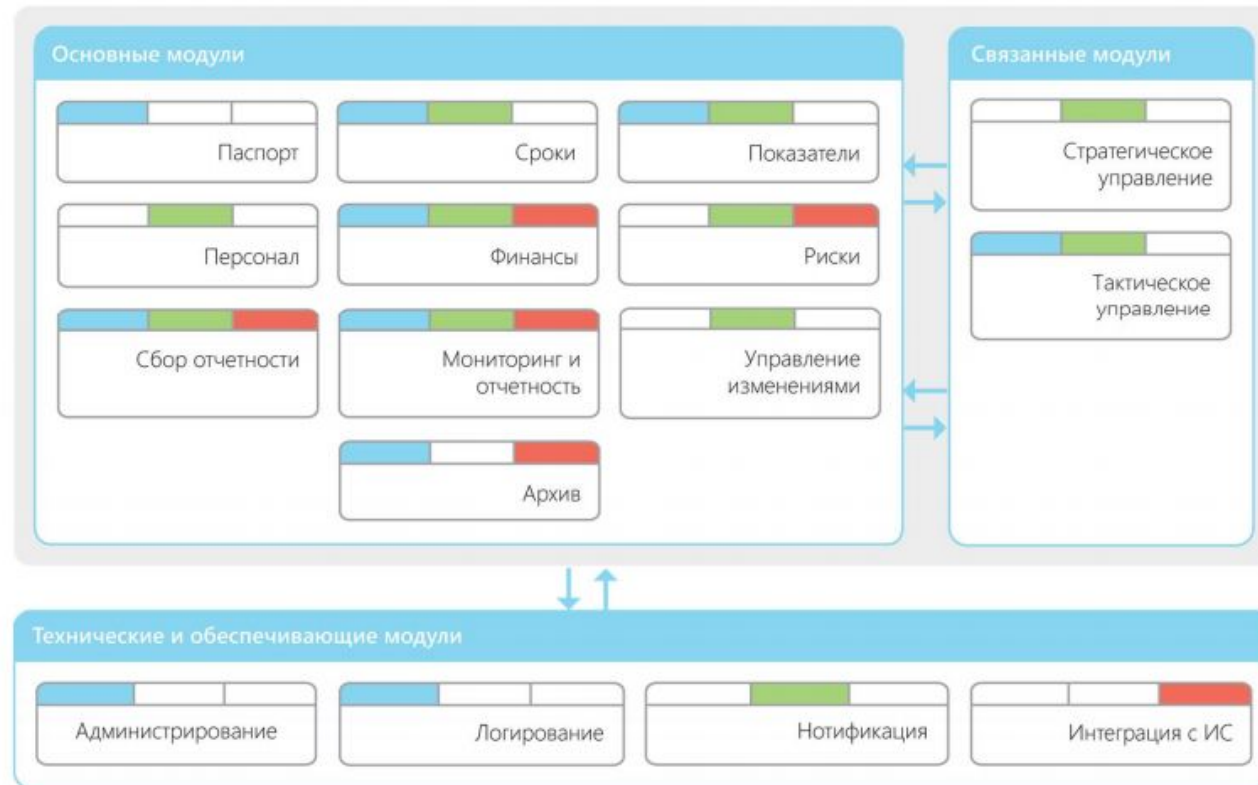 Основные модули
Связанные модули
Паспорт
Сроки
Показатели
Стратегическое
управление
Персонал
Финансы
Риски
Тактическое
управление
Сбор отчетности
Мониторинг и
отчетность
Управление
изменениями
Архив
Технические и обеспечивающие модули
Администрирование
Логирование
Нотификация
Интеграция с ИС